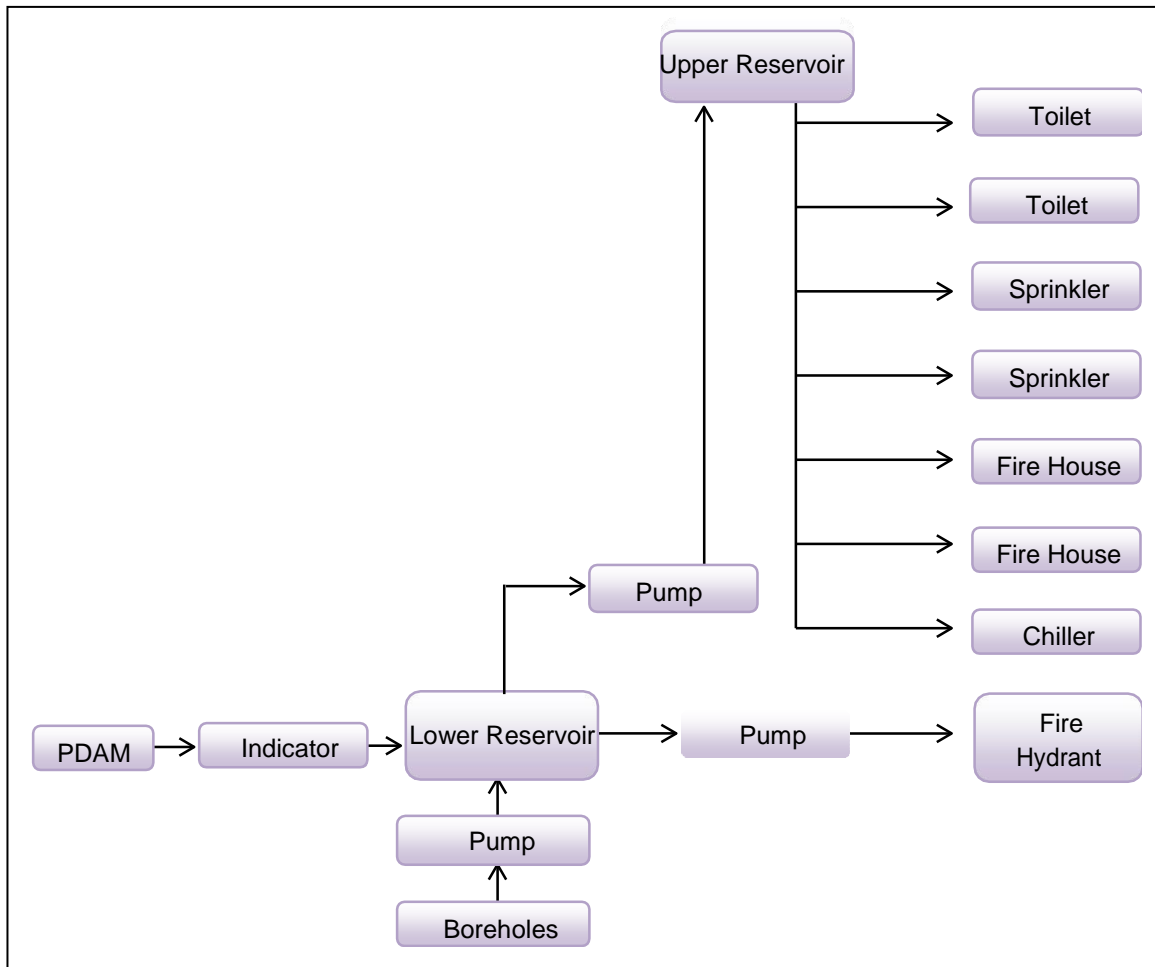 Upper Reservoir
Toilet
Toilet
Sprinkler
Sprinkler
Fire House
Fire House
Pump
Chiller
PDAM
Indicator
Lower Reservoir
Pump
Fire
Hydrant
Pump
Boreholes